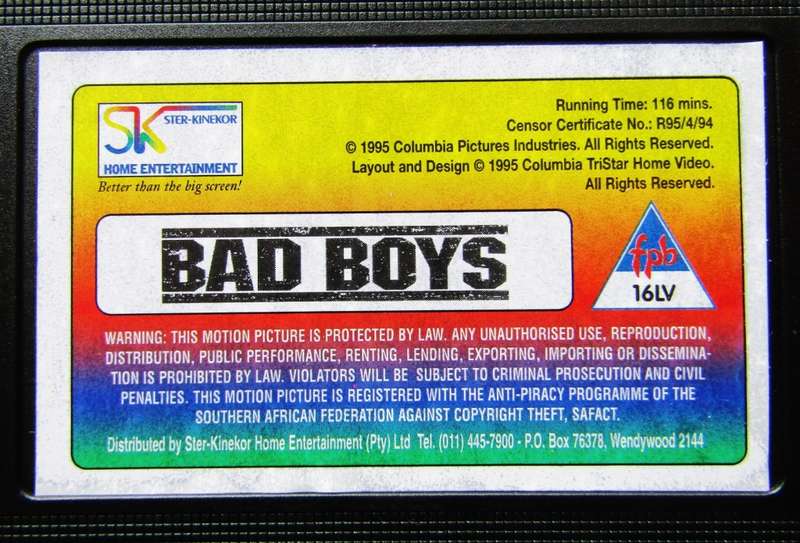 SK STER-KINEKOR
HOME ENTERTAINMENT
Better than the big screen!
Running Time: 116 mins.
Censor Certificate No.: R95/4/94
© 1995 Columbia Pictures Industries. All Rights Reserved.
Layout and Design © 1995 Columbia TriStar Home Video.
All Rights Reserved.
BAD BOYS
fpb
16LV
WARNING: THIS MOTION PICTURE IS PROTECTED BY LAW. ANY UNAUTHORISED USE, REPRODUCTION,
DISTRIBUTION, PUBLIC PERFORMANCE, RENTING, LENDING, EXPORTING, IMPORTING OR DISSEMINA-
TION IS PROHIBITED BY LAW. VIOLATORS WILL BE SUBJECT TO CRIMINAL PROSECUTION AND CIVIL
PENALTIES. THIS MOTION PICTURE IS REGISTERED WITH THE ANTI-PIRACY PROGRAMME OF THE
SOUTHERN AFRICAN FEDERATION AGAINST COPYRIGHT THEFT, SAFACT.
Distributed by Ster-Kinekor Home Entertainment (Pty) Ltd Tel. (011) 445-7900 - P.O. Box 76378, Wendywood 2144